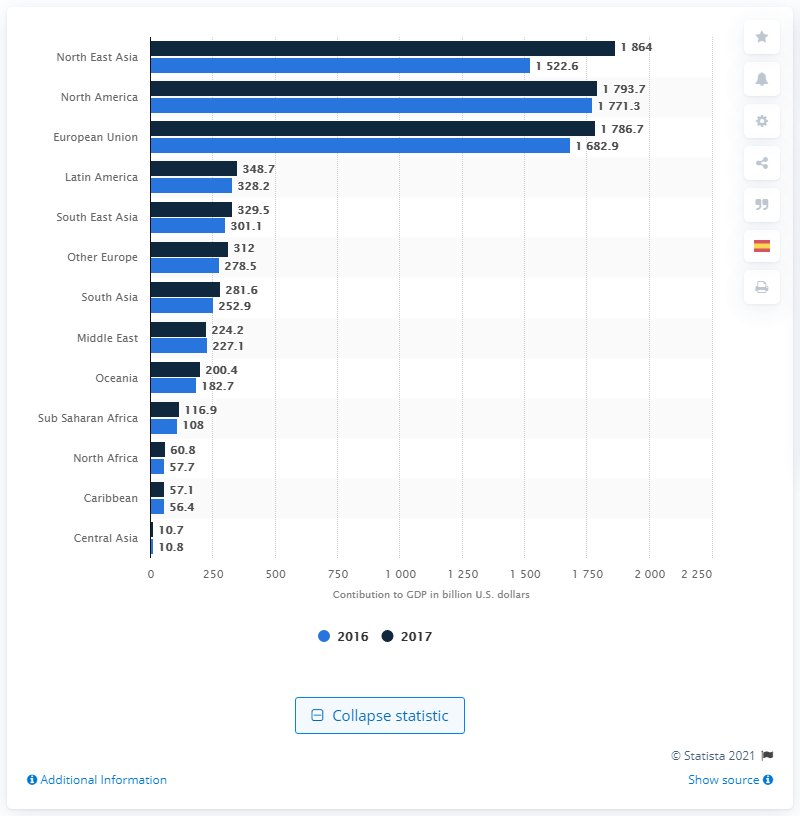 North East Asia
1 864
1 522.6
North America
1 793.7
1 771.3
European Union
1 786.7
1 682.9
Latin America
348.7
328.2
South East Asia
329.5
301.1
Other Europe
312
278.5
South Asia
281.6
252.9
Middle East
224.2
227.1
Oceania
200.4
182.7
Sub Saharan Africa
116.9
108
North Africa
60.8
57.7
Caribbean
57.1
56.4
Central Asia
10.7
10.8
0 250 500 750 1 000 1 250 1 500 1 750 2 000 2 250
Contibution to GDP in billion U.S. dollars
2016 2017
Collapse statistic
© Statista 2021
Additional Information Show source